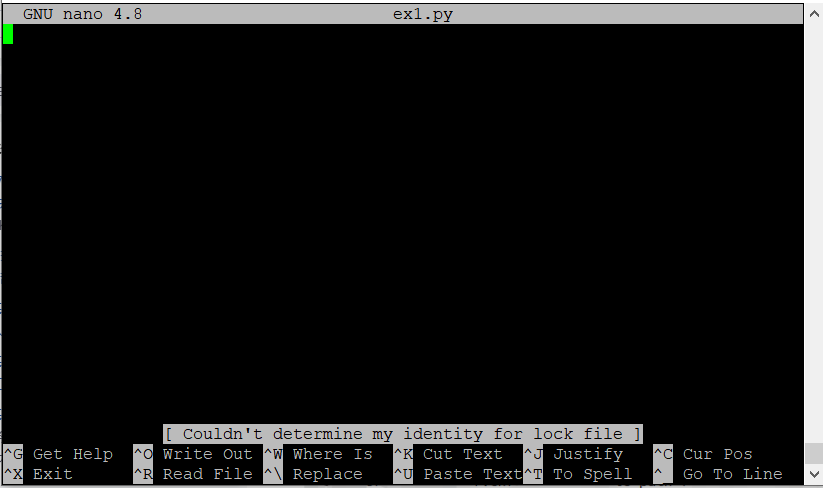 GNU nano 4.8 ex1.py
[ Couldn't determine my identity for lock file ]
^G Get Help ^O Write Out ^W Where Is ^K Cut Text ^J Justify ^C Cur Pos
^X Exit ^R Read File ^\ Replace ^U Paste Text ^T To Spell ^ Go To Line